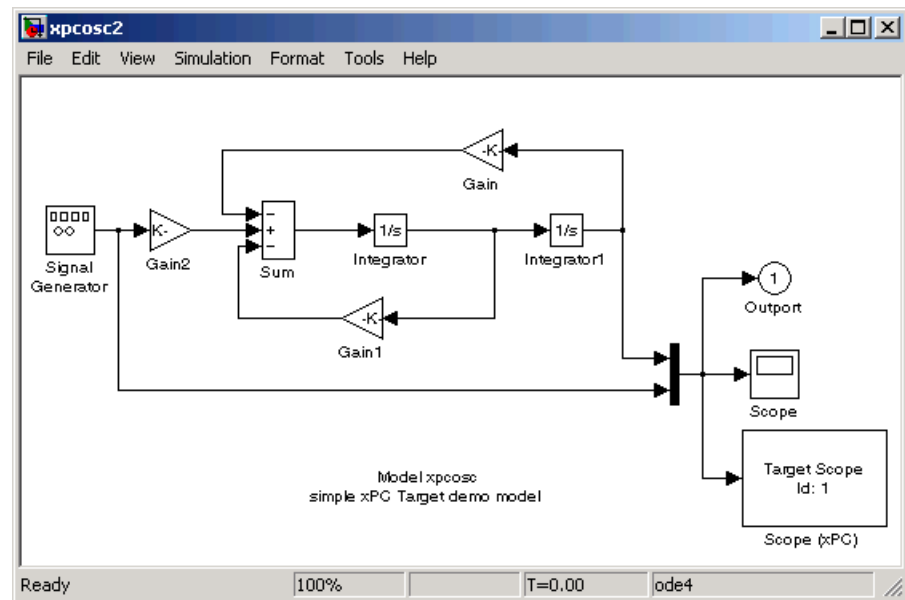 xpcosc2
File Edit View Simulation Format Tools Help
-K-
Gain
Signal
Generator
K-
Gain2
−
+
−
Sum
1/s
Integrator
1/s
Integrator1
-K-
Gain1
1
Outport
Scope
Target Scope
Id: 1
Scope (xPC)
Model xpcosc
simple xPC Target demo model
Ready 100% T=0.00 ode4